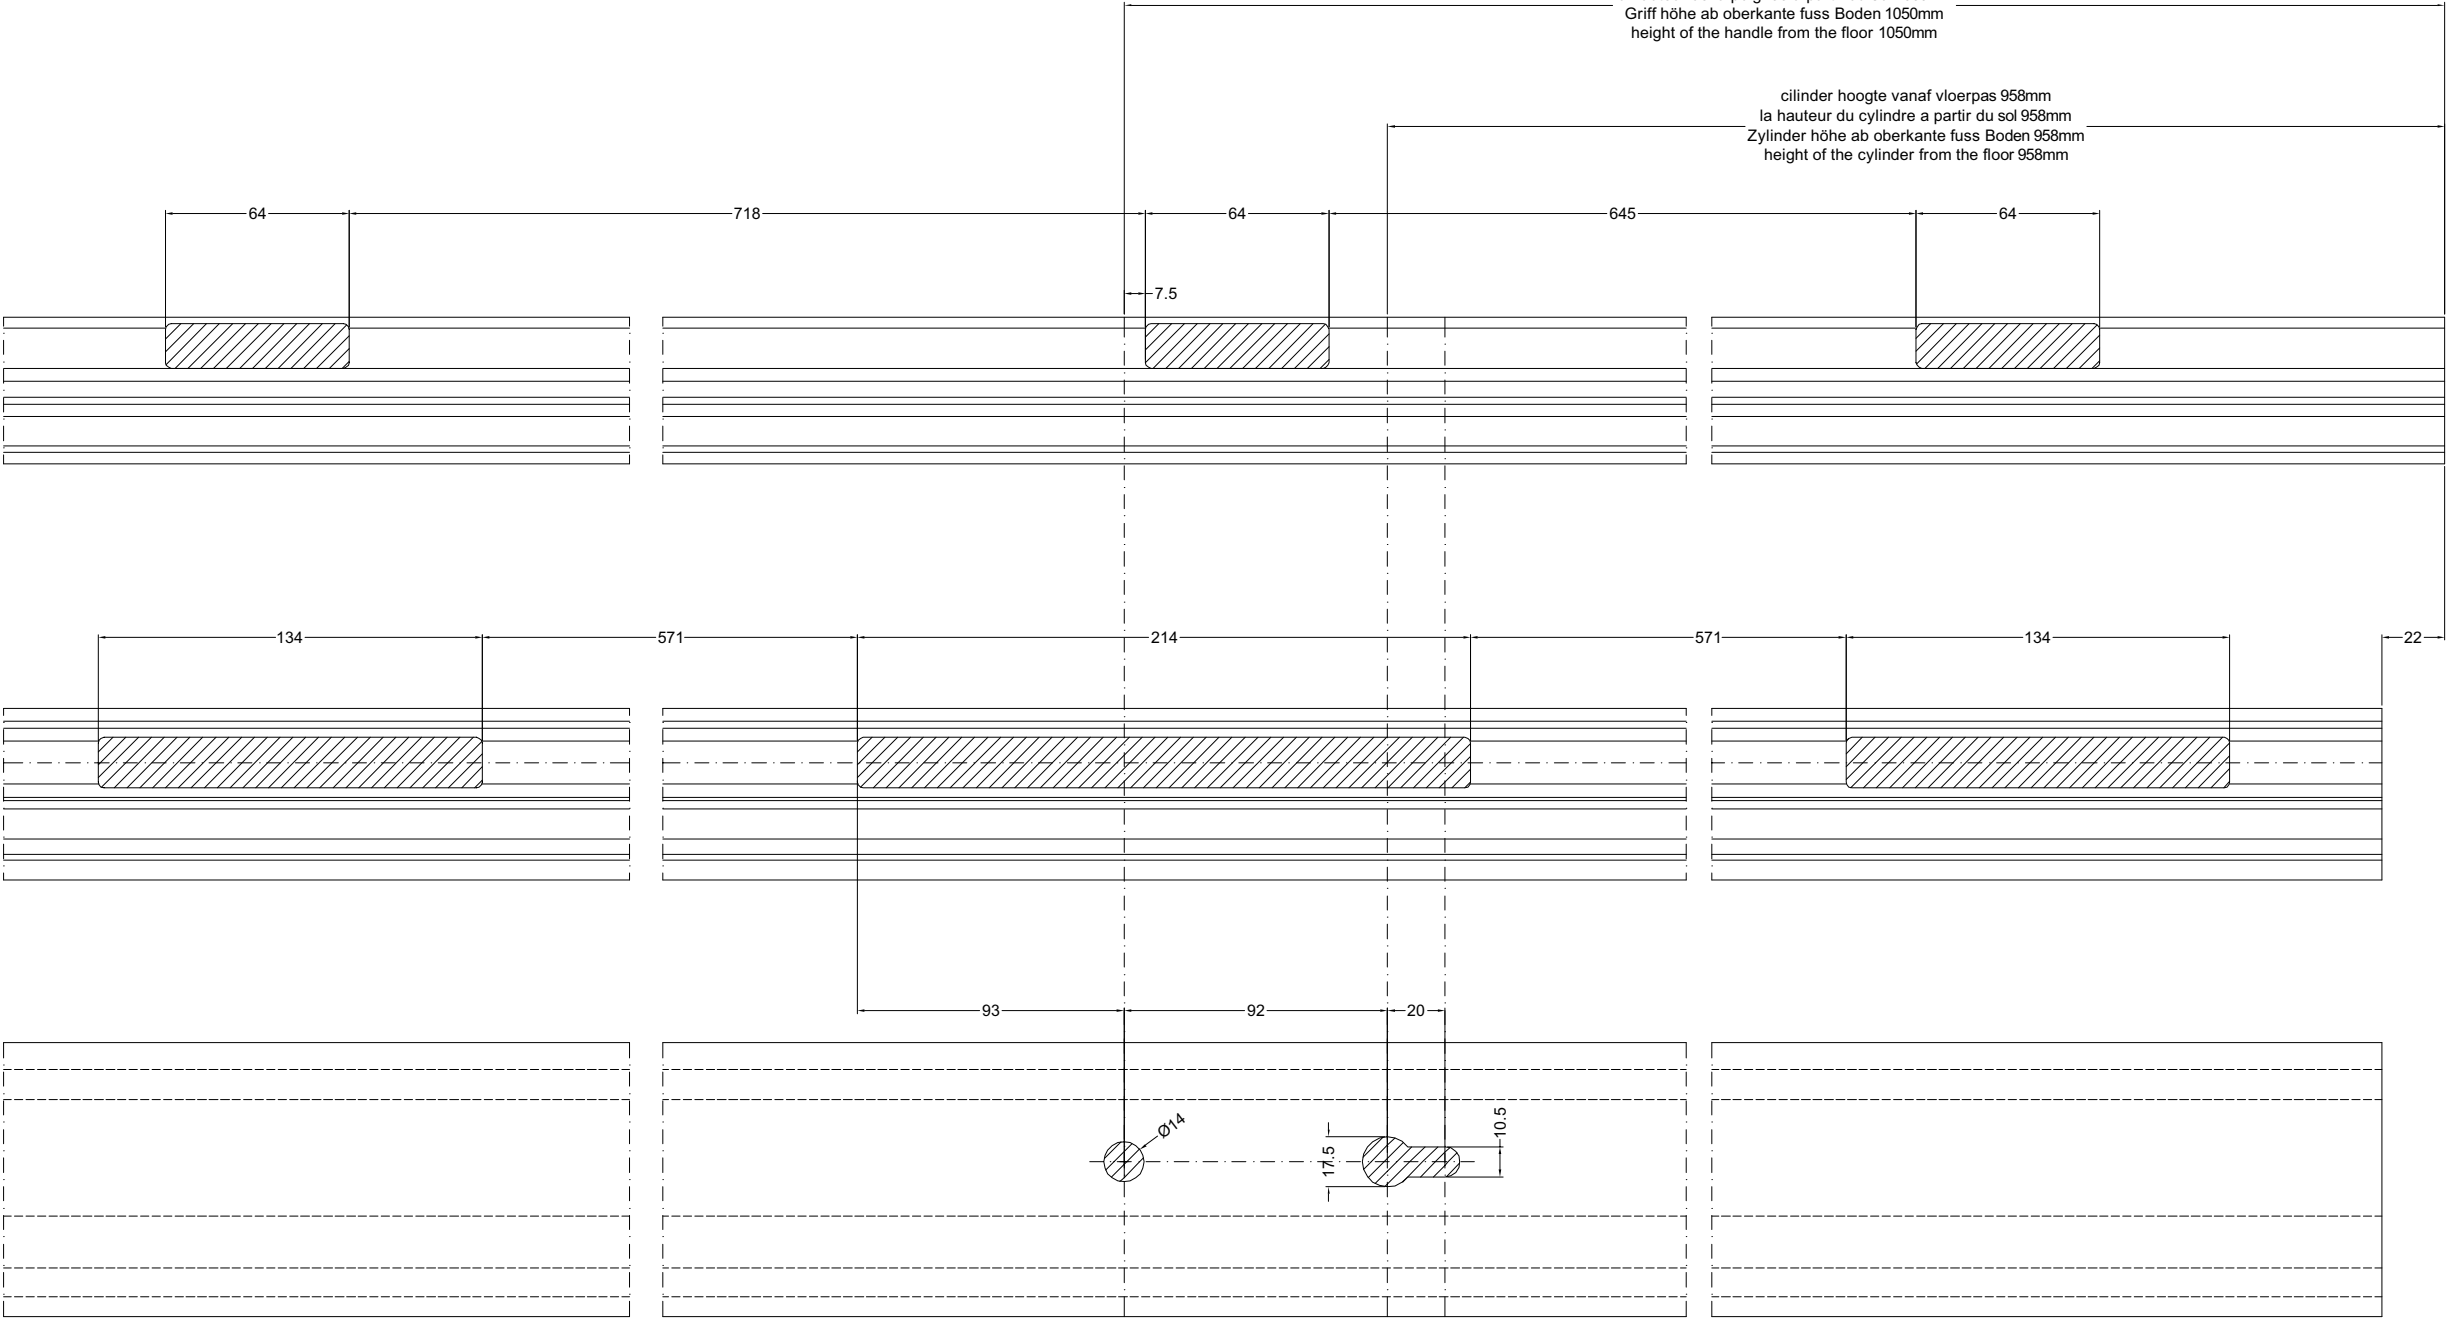 Griff höhe ab oberkante fuss Boden 1050mm
height of the handle from the floor 1050mm
cilinder hoogte vanaf vloerpas 958mm
la hauteur du cylindre a partir du sol 958mm
Zylinder höhe ab oberkante fuss Boden 958mm
height of the cylinder from the floor 958mm
64 718 64 645 64
7.5
134 571 214 571 134 22
93 92 20
Ø14
17.5
10.5